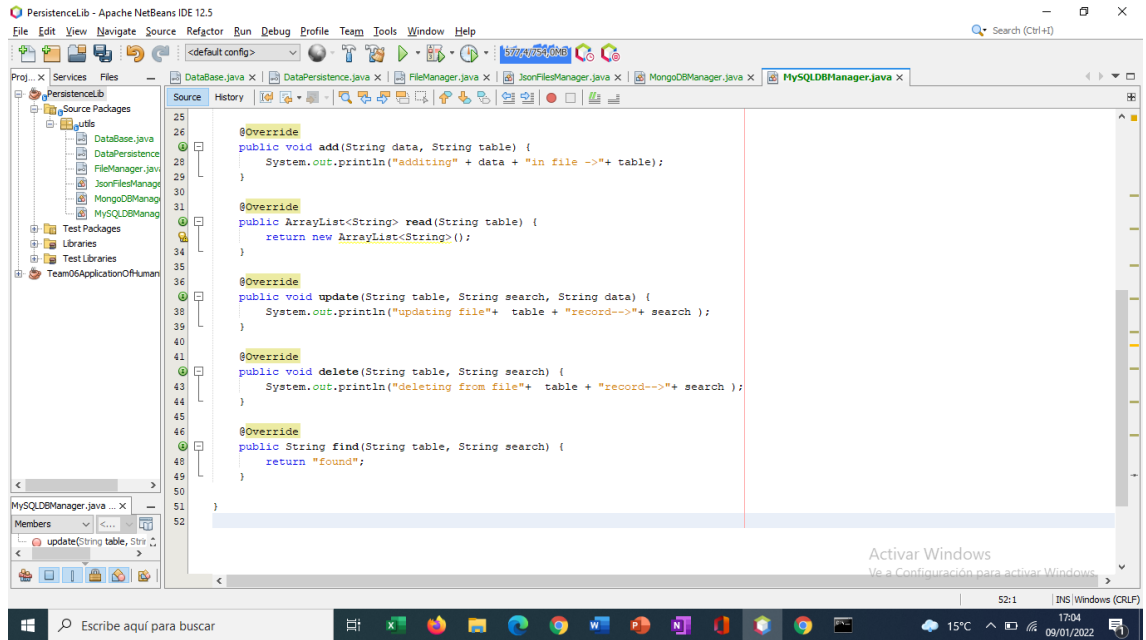 PersistenceLib - Apache NetBeans IDE 12.5
File Edit View Navigate Source Refactor Run Debug Profile Team Tools Window Help
Search (Ctrl+I)
<default config>
577,4/754,0MB
Proj... X Services Files
DataBase.java X DataPersistence.java X FileManager.java X JsonFilesManager.java X MongoDBManager.java X MySQLDBManager.java X
PersistenceLib
Source Packages
utils
DataBase.java
DataPersistence
FileManager.java
JsonFilesManage
MongoDBManag
MySQLDBManag
Test Packages
Libraries
Test Libraries
Team06ApplicationOfHuman
Source History
25
26 @Override
public void add(String data, String table) {
28 System.out.println("additing" + data + "in file ->"+ table);
29 }
30
31 @Override
public ArrayList<String> read(String table) {
return new ArrayList<String>();
34 }
35
36 @Override
public void update(String table, String search, String data) {
38 System.out.println("updating file"+  table + "record-->"+ search );
39 }
40
41 @Override
public void delete(String table, String search) {
43 System.out.println("deleting from file"+  table + "record-->"+ search );
44 }
45
46 @Override
public String find(String table, String search) {
48 return "found";
49 }
50
51 }
52
MySQLDBManager.java ... X
Members <...
update(String table, Strir
Activar Windows
Ve a Configuración para activar Windows.
52:1 INS Windows (CRLF)
Escribe aquí para buscar
15°C
17:04
09/01/2022